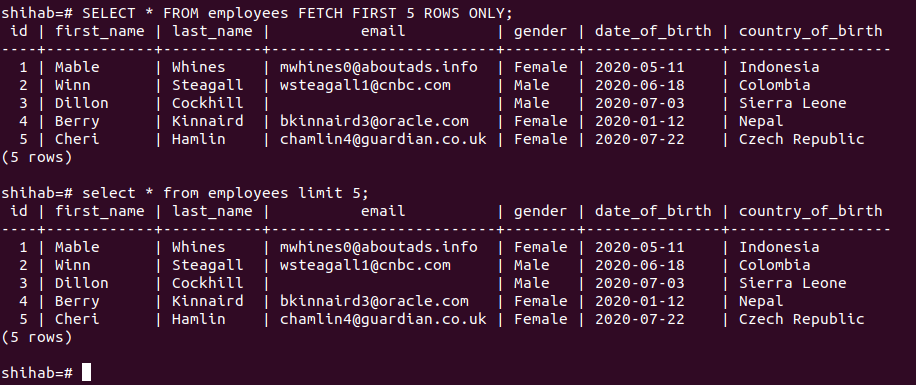 shihab=# SELECT * FROM employees FETCH FIRST 5 ROWS ONLY;
 id | first_name | last_name |         email          | gender | date_of_birth | country_of_birth
----+------------+-----------+------------------------+--------+---------------+------------------
  1 | Mable      | Whines    | mwhines0@aboutads.info | Female | 2020-05-11    | Indonesia
  2 | Winn       | Steagall  | wsteagall1@cnbc.com    | Male   | 2020-06-18    | Colombia
  3 | Dillon     | Cockhill  |                        | Male   | 2020-07-03    | Sierra Leone
  4 | Berry      | Kinnaird  | bkinnaird3@oracle.com  | Female | 2020-01-12    | Nepal
  5 | Cheri      | Hamlin    | chamlin4@guardian.co.uk | Female | 2020-07-22    | Czech Republic
(5 rows)
shihab=# select * from employees limit 5;
 id | first_name | last_name |         email          | gender | date_of_birth | country_of_birth
----+------------+-----------+------------------------+--------+---------------+------------------
  1 | Mable      | Whines    | mwhines0@aboutads.info | Female | 2020-05-11    | Indonesia
  2 | Winn       | Steagall  | wsteagall1@cnbc.com    | Male   | 2020-06-18    | Colombia
  3 | Dillon     | Cockhill  |                        | Male   | 2020-07-03    | Sierra Leone
  4 | Berry      | Kinnaird  | bkinnaird3@oracle.com  | Female | 2020-01-12    | Nepal
  5 | Cheri      | Hamlin    | chamlin4@guardian.co.uk | Female | 2020-07-22    | Czech Republic
(5 rows)
shihab=#